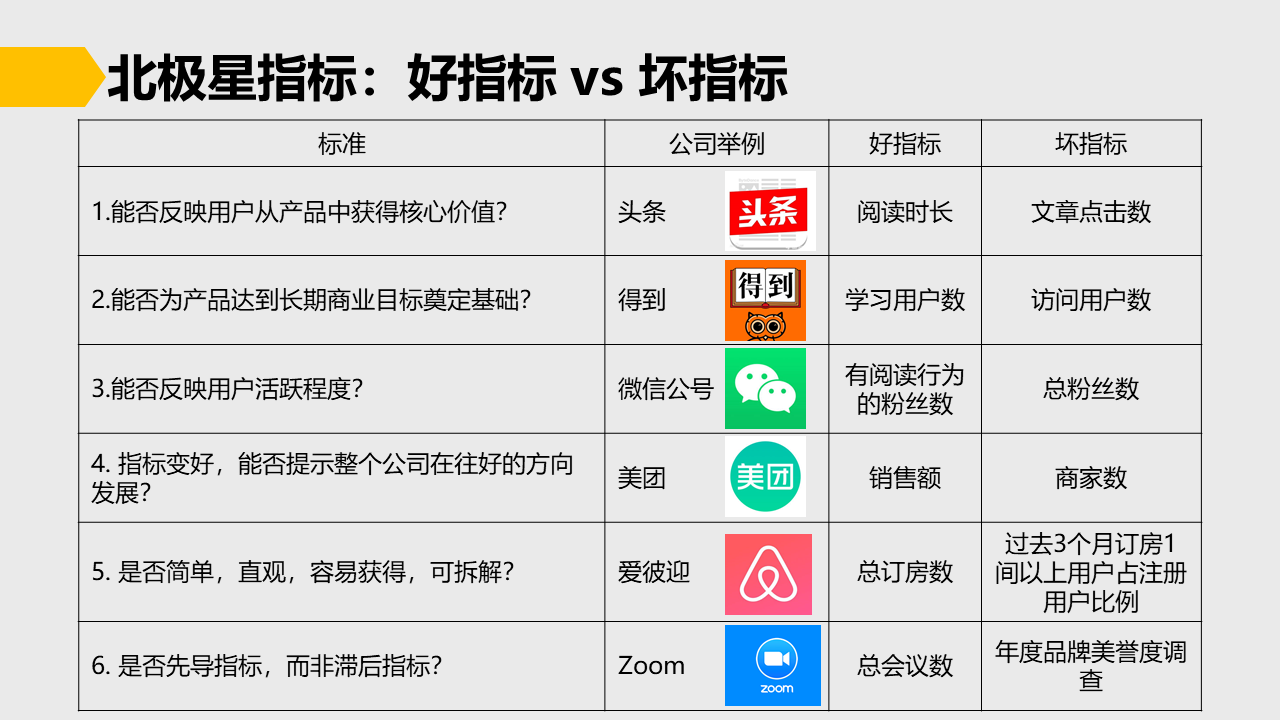 北极星指标：好指标 vs 坏指标
标准 公司举例 好指标 坏指标
1.能否反映用户从产品中获得核心价值？ 头条 头条 阅读时长 文章点击数
2.能否为产品达到长期商业目标奠定基础？ 得到 得到 学习用户数 访问用户数
3.能否反映用户活跃程度？ 微信公号 有阅读行为
的粉丝数 总粉丝数
4. 指标变好，能否提示整个公司在往好的方向
发展？ 美团 美团 销售额 商家数
5. 是否简单，直观，容易获得，可拆解？ 爱彼迎 总订房数 过去3个月订房1
间以上用户占注册
用户比例
6. 是否先导指标，而非滞后指标？ Zoom zoom 总会议数 年度品牌美誉度调
查